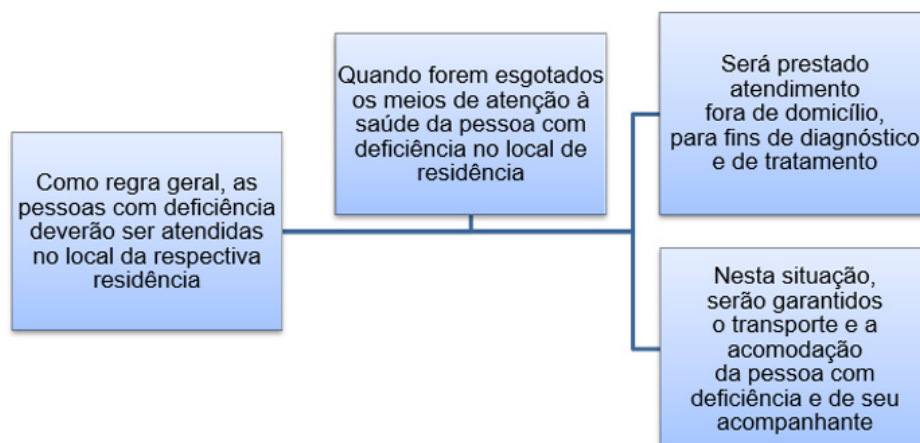 Como regra geral, as
pessoas com deficiência
deverão ser atendidas
no local da respectiva
residência
Quando forem esgotados
os meios de atenção à
saúde da pessoa com
deficiência no local de
residência
Será prestado
atendimento
fora de domicílio,
para fins de diagnóstico
e de tratamento
Nesta situação,
serão garantidos
o transporte e a
acomodação
da pessoa com
deficiência e de seu
acompanhante